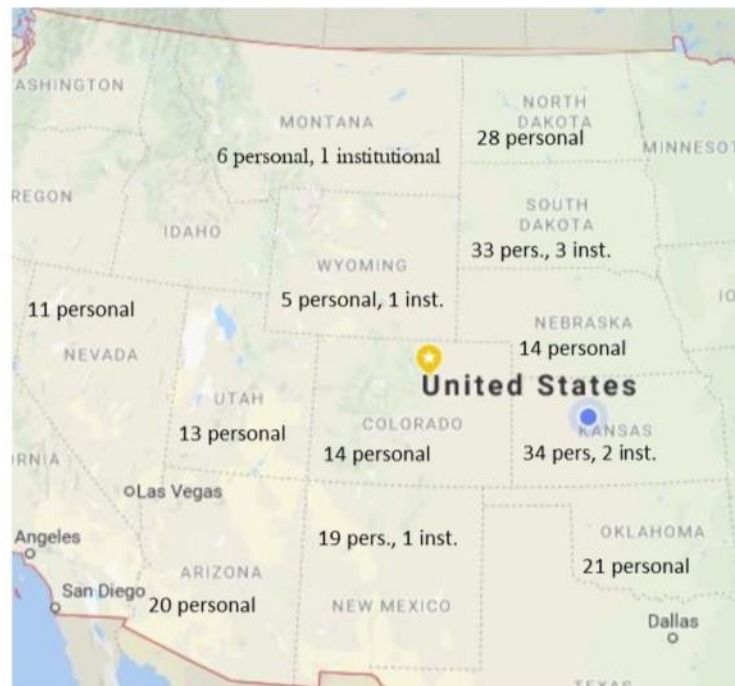 ASHINGTON
MONTANA
6 personal, 1 institutional
NORTH
DAKOTA
28 personal
MINNESOT
REGON
IDAHO
SOUTH
DAKOTA
33 pers., 3 inst.
WYOMING
5 personal, 1 inst.
IO
11 personal
NEVADA
NEBRASKA
14 personal
United States
UTAH
13 personal
COLORADO
14 personal
KANSAS
34 pers, 2 inst.
RNIA
Las Vegas
19 pers., 1 inst.
OKLAHOMA
21 personal
Angeles
ARIZONA
San Diego
20 personal
NEW MEXICO
Dallas
TEXAS